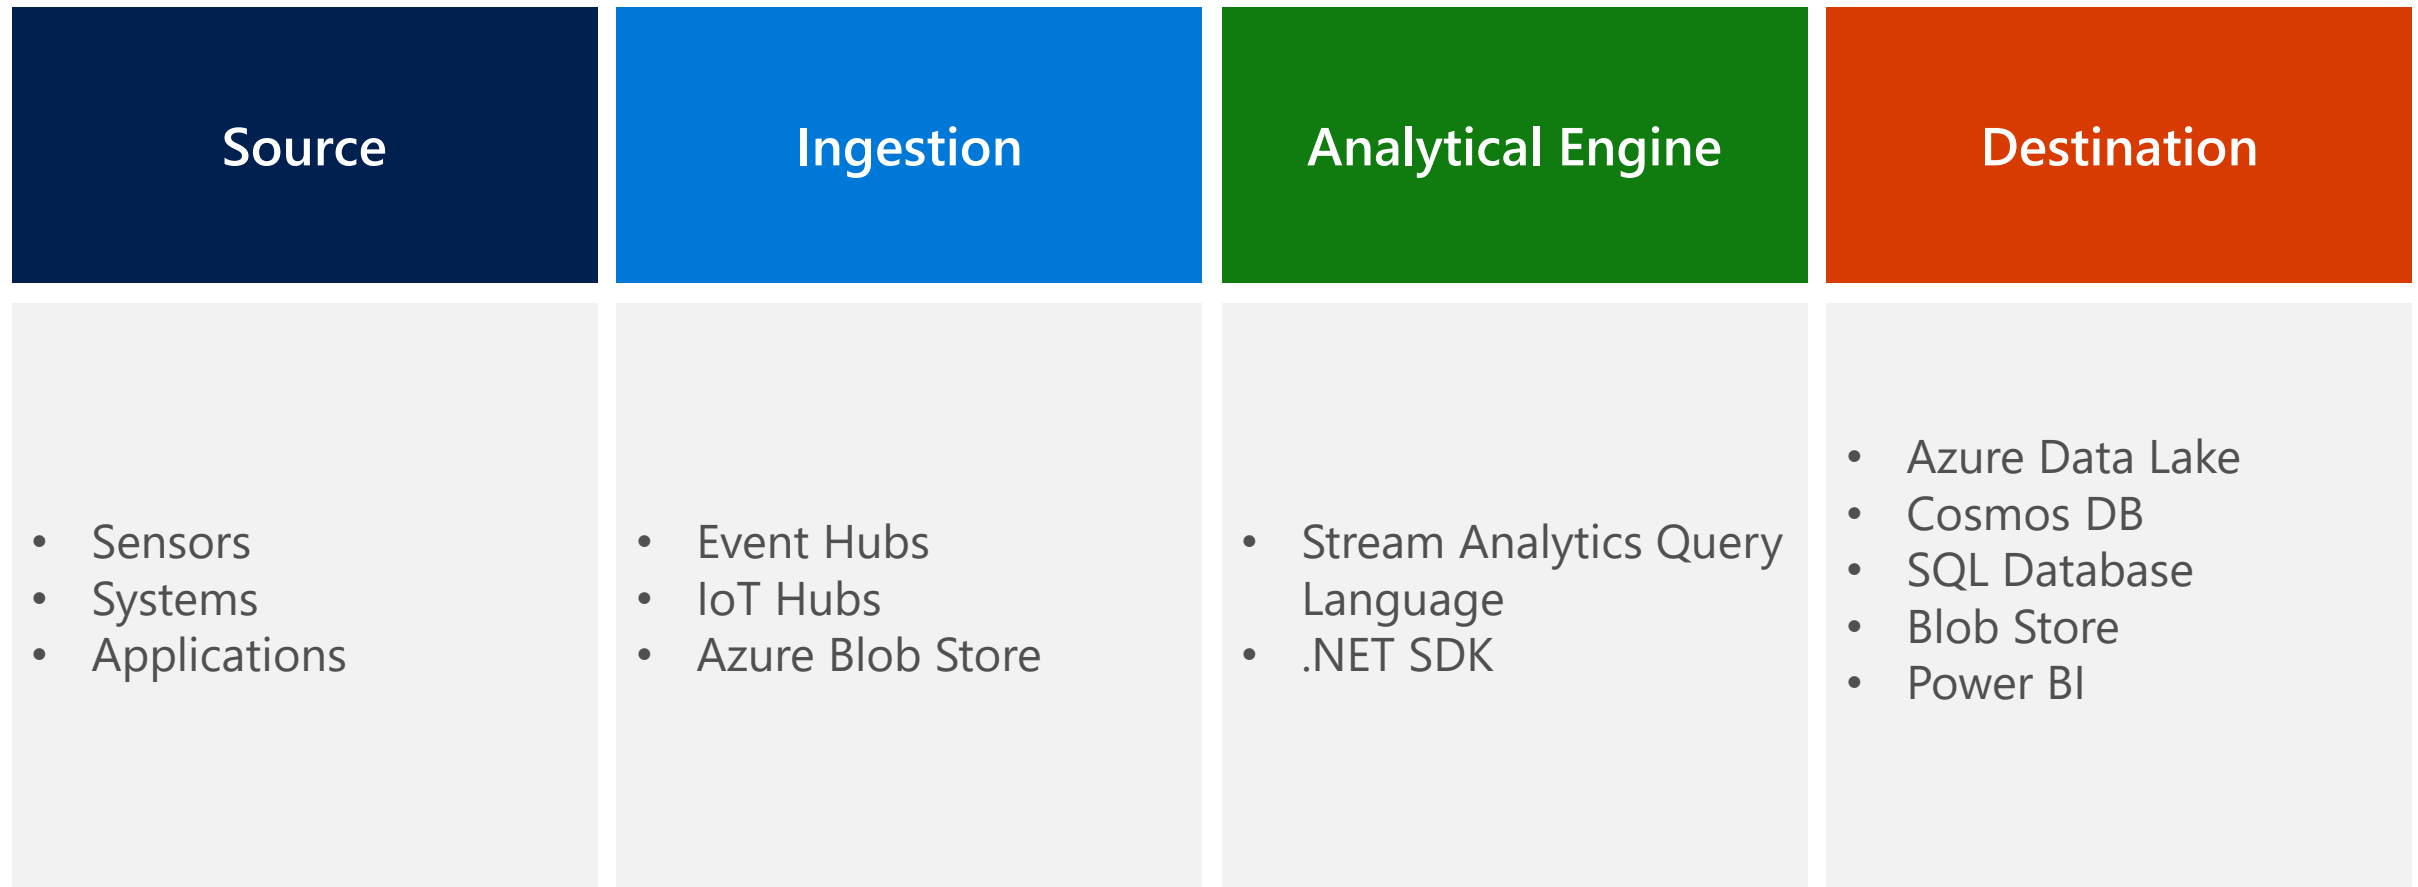 Source
• Sensors
• Systems
• Applications
Ingestion
• Event Hubs
• IoT Hubs
• Azure Blob Store
Analytical Engine
• Stream Analytics Query
Language
• .NET SDK
Destination
• Azure Data Lake
• Cosmos DB
• SQL Database
• Blob Store
• Power BI